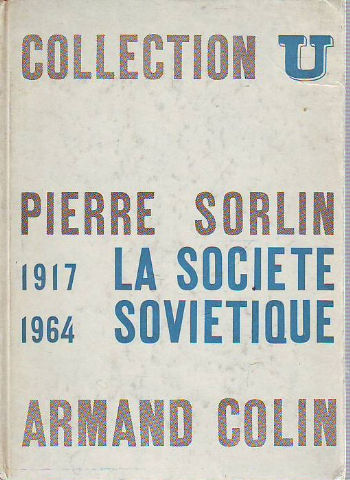 COLLECTION U
PIERRE SORLIN
1917 LA SOCIETE
1964 SOVIETIQUE
ARMAND COLIN